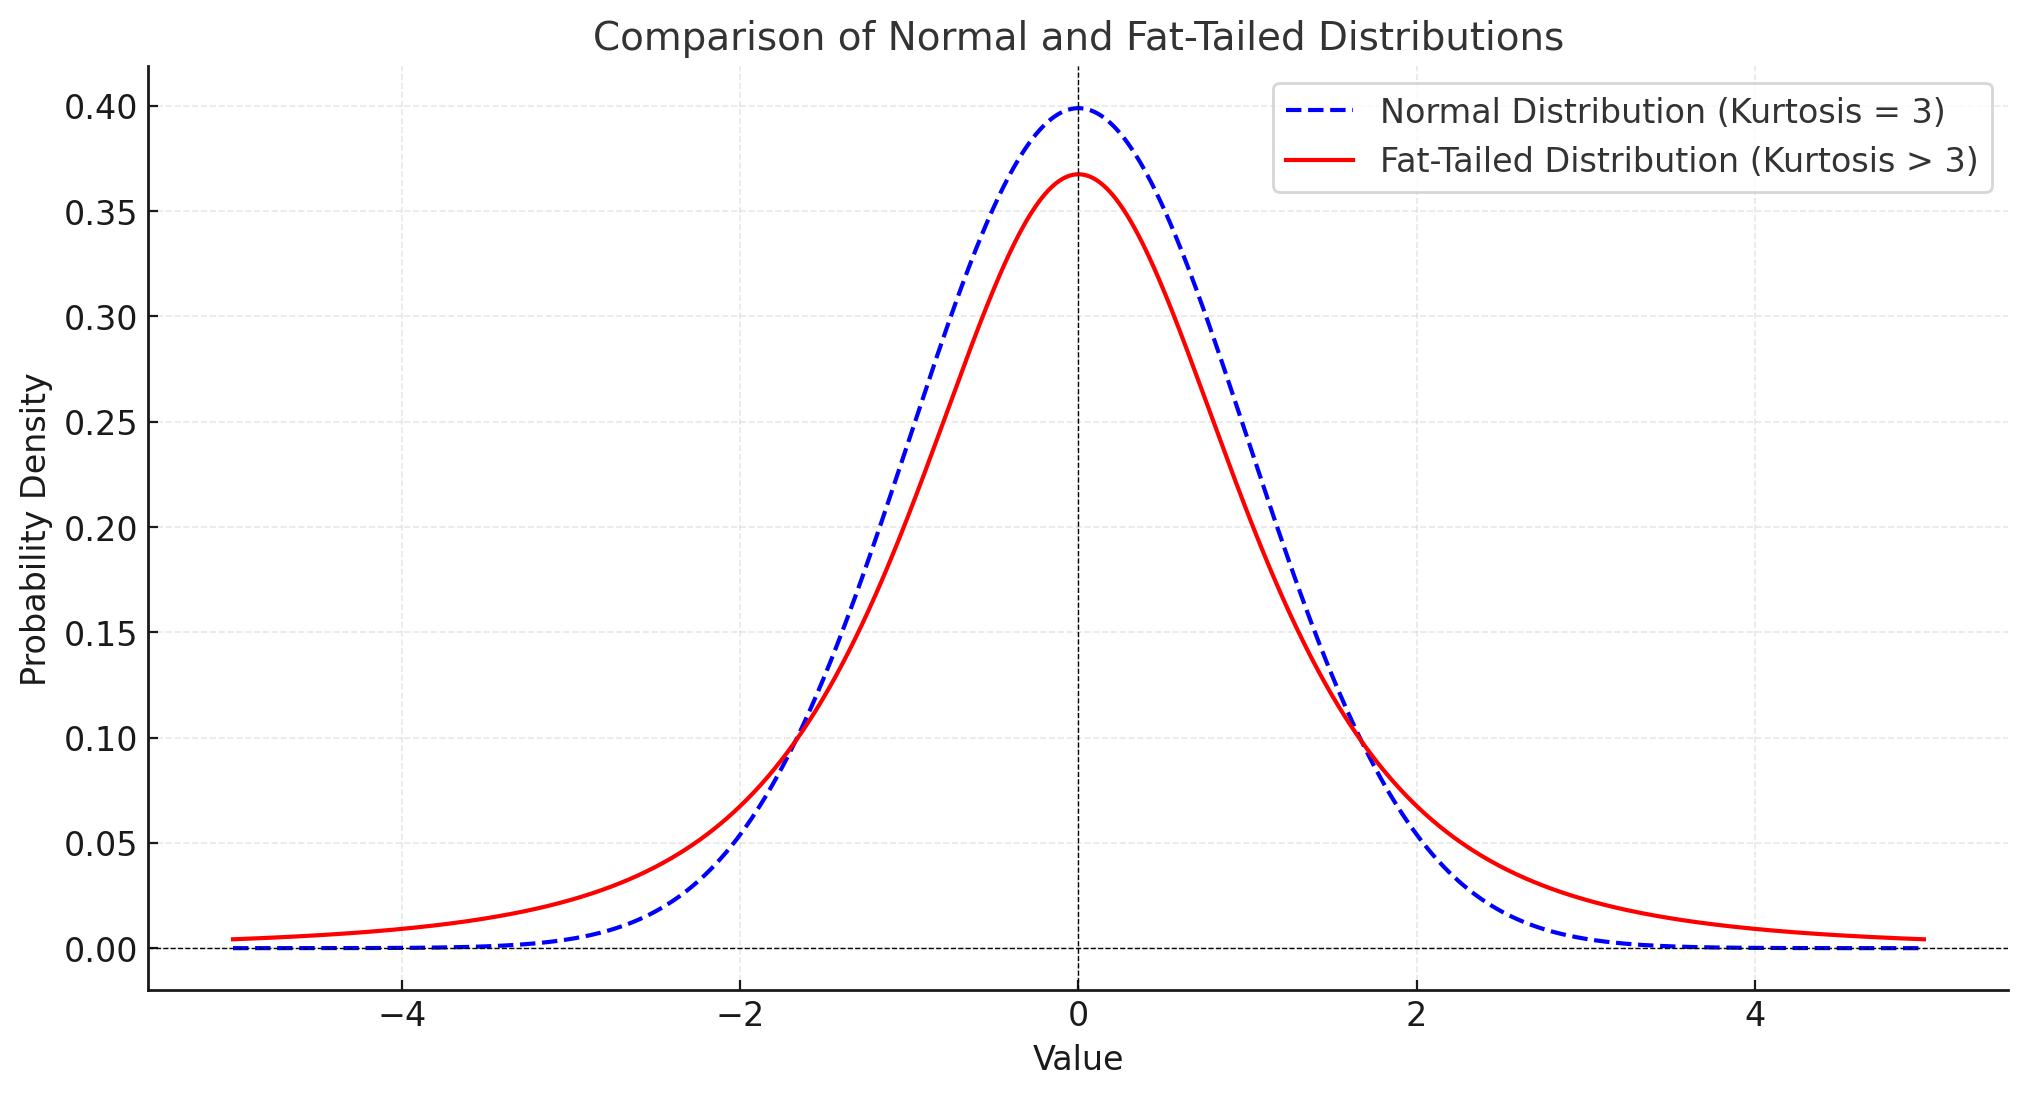 Comparison of Normal and Fat-Tailed Distributions
Normal Distribution (Kurtosis = 3)
Fat-Tailed Distribution (Kurtosis > 3)
Probability Density
0.40
0.35
0.30
0.25
0.20
0.15
0.10
0.05
0.00
−4 −2 0 2 4
Value